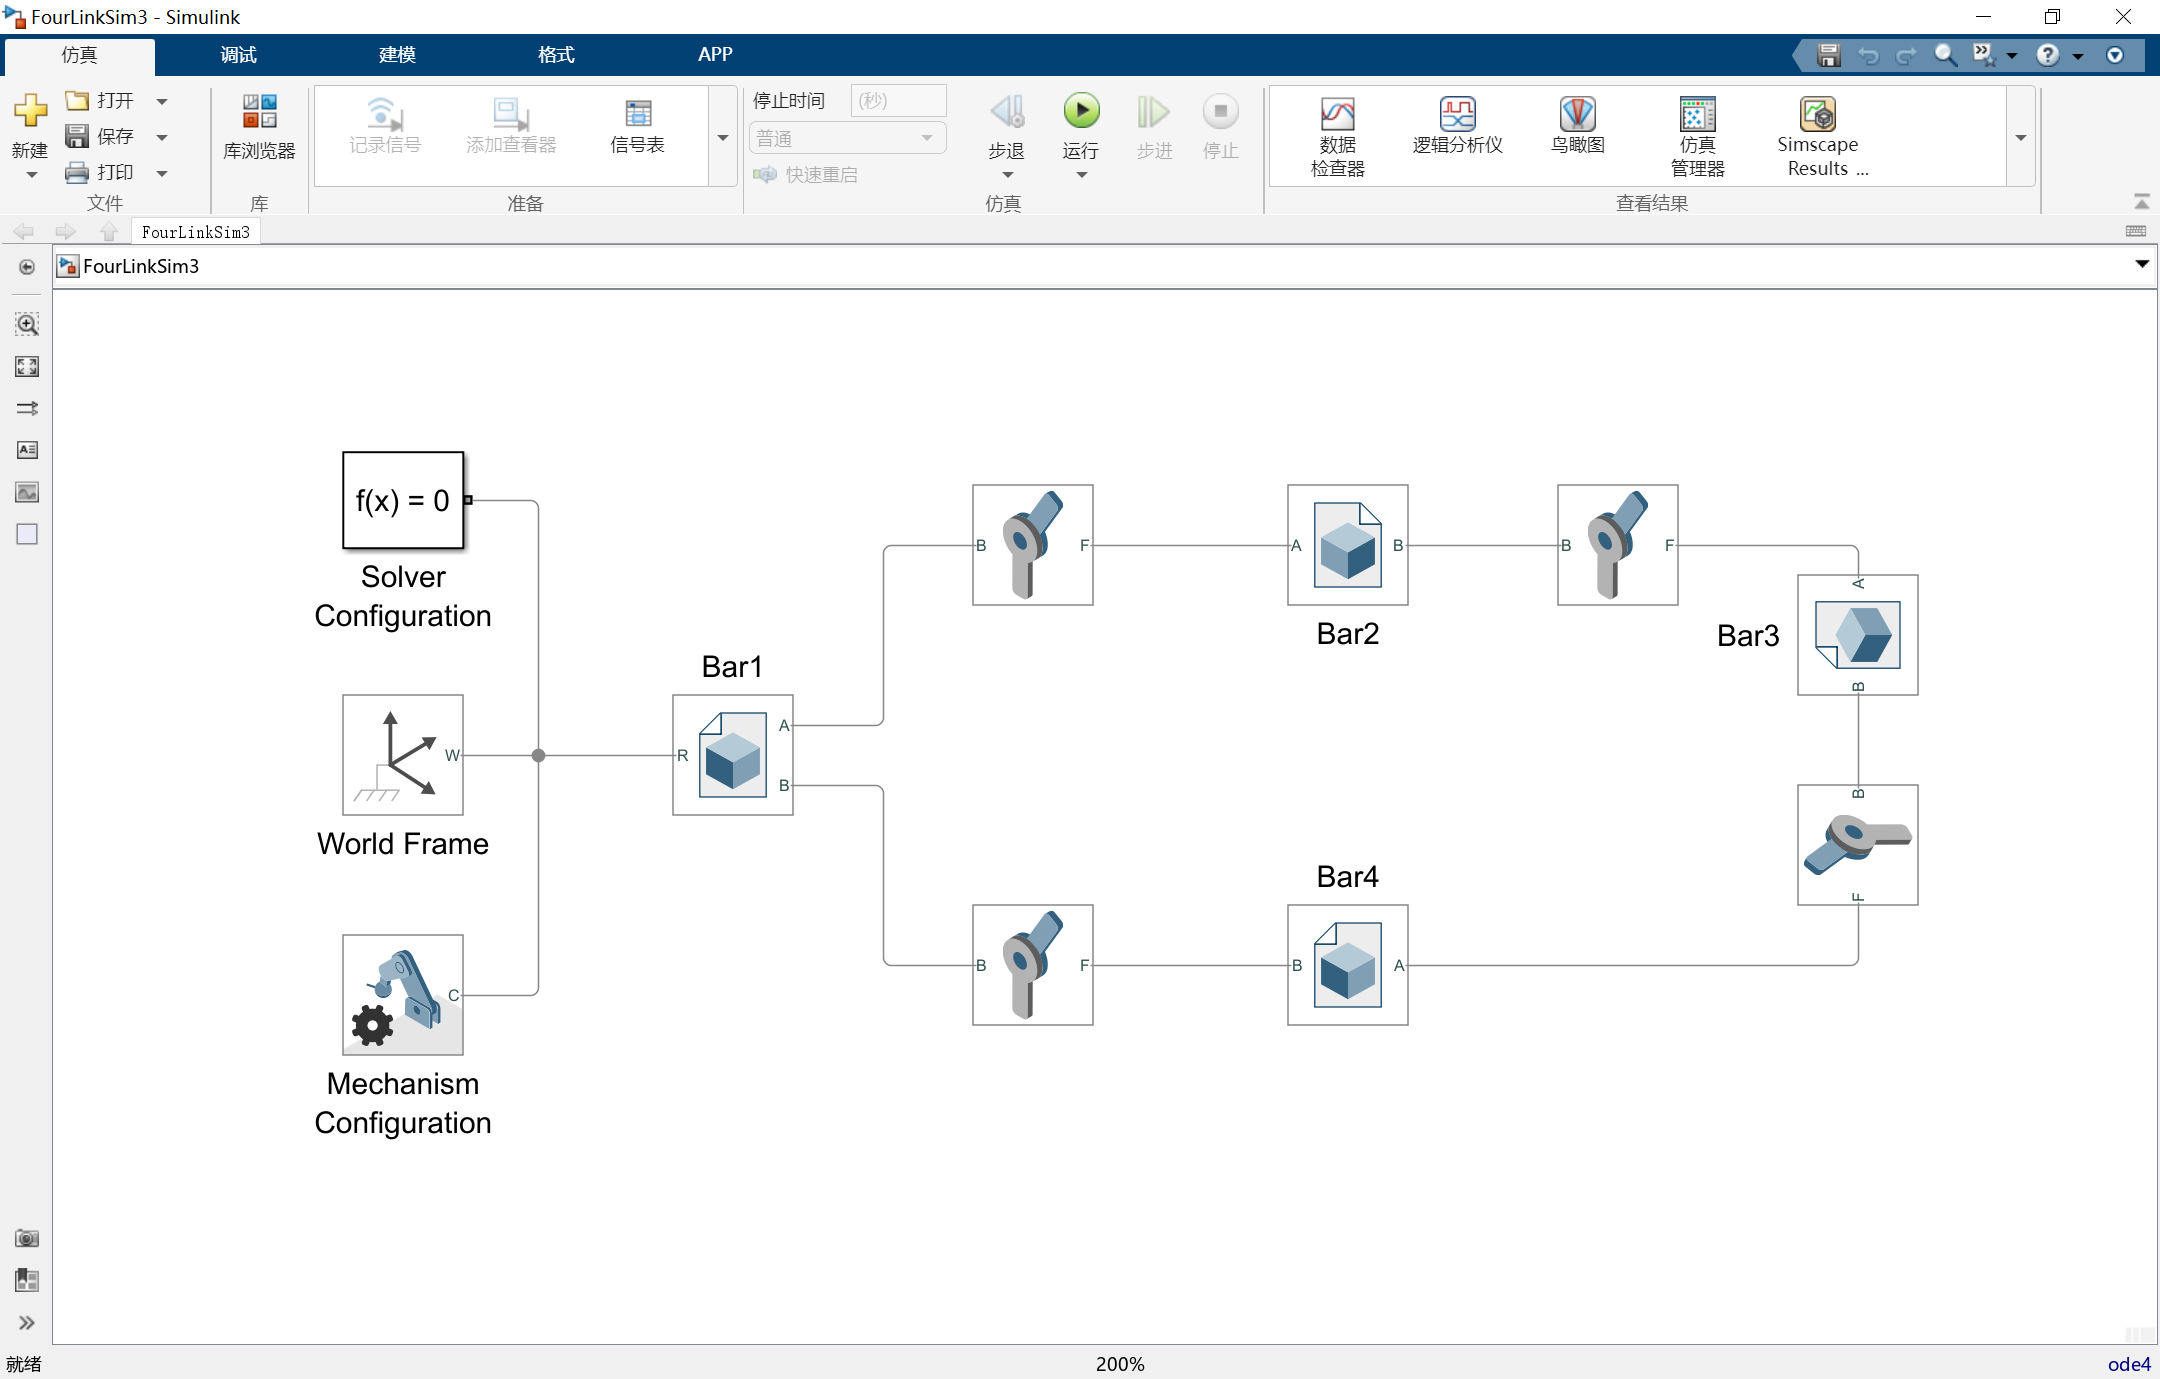 FourLinkSim3 - Simulink
仿真
调试
建模
格式
APP
新建
打开
保存
打印
文件
库浏览器
库
记录信号
添加查看器
信号表
准备
停止时间
(秒)
普通
快速重启
步退
运行
步进
停止
仿真
数据
检查器
逻辑分析仪
鸟瞰图
仿真
管理器
Simscape
Results ...
查看结果
FourLinkSim3
FourLinkSim3
f(x) = 0
Solver
Configuration
W
World Frame
C
Mechanism
Configuration
Bar1
R
A
B
B
F
A
B
Bar2
B
F
A
Bar3
B
B
F
Bar4
B
F
B
A
就绪
200%
ode4